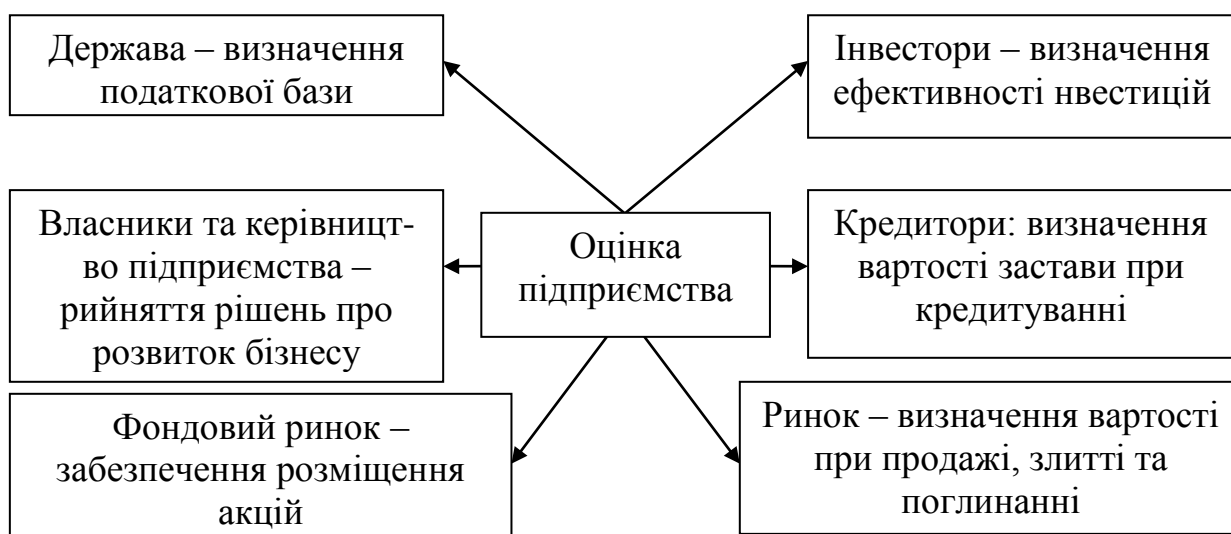 Держава – визначення
податкової бази
Інвестори – визначення
ефективності нвестицій
Власники та керівницт-
во підприємства –
рийняття рішень про
розвиток бізнесу
Оцінка
підприємства
Кредитори: визначення
вартості застави при
кредитуванні
Фондовий ринок –
забезпечення розміщення
акцій
Ринок – визначення вартості
при продажі, злитті та
поглинанні